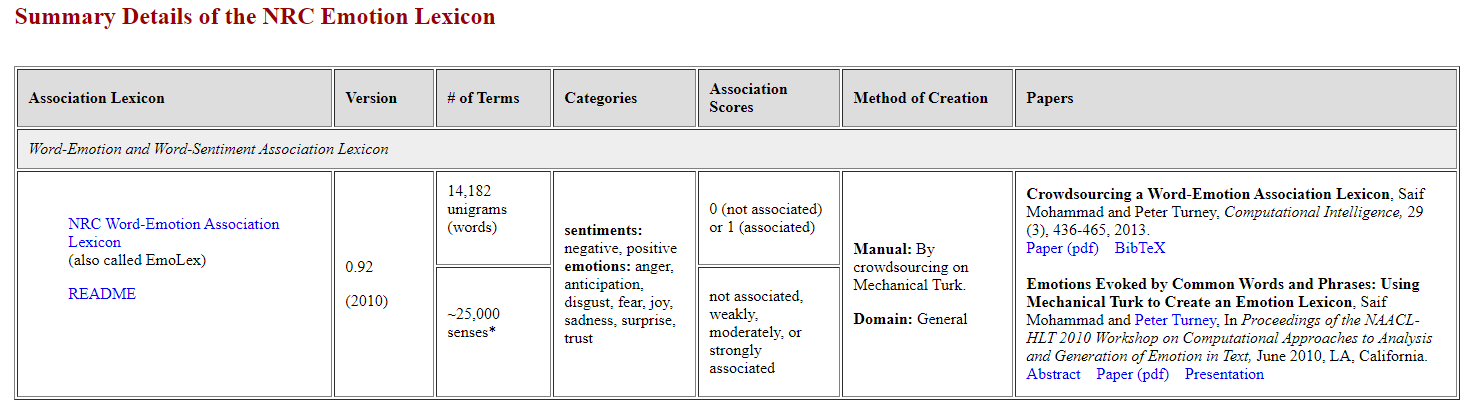 Summary Details of the NRC Emotion Lexicon
Association Lexicon
Version
# of Terms
Categories
Association
Scores
Method of Creation
Papers
Word-Emotion and Word-Sentiment Association Lexicon
NRC Word-Emotion Association
Lexicon
(also called EmoLex)
README
0.92
(2010)
14,182
unigrams
(words)
~25,000
senses*
sentiments:
negative, positive
emotions: anger,
anticipation,
disgust, fear, joy,
sadness, surprise,
trust
0 (not associated)
or 1 (associated)
not associated,
weakly,
moderately, or
strongly
associated
Manual: By
crowdsourcing on
Mechanical Turk.
Domain: General
Crowdsourcing a Word-Emotion Association Lexicon, Saif
Mohammad and Peter Turney, Computational Intelligence, 29
(3), 436-465, 2013.
Paper (pdf) BibTeX
Emotions Evoked by Common Words and Phrases: Using
Mechanical Turk to Create an Emotion Lexicon, Saif
Mohammad and Peter Turney, In Proceedings of the NAACL-
HLT 2010 Workshop on Computational Approaches to Analysis
and Generation of Emotion in Text, June 2010, LA, California.
Abstract Paper (pdf) Presentation